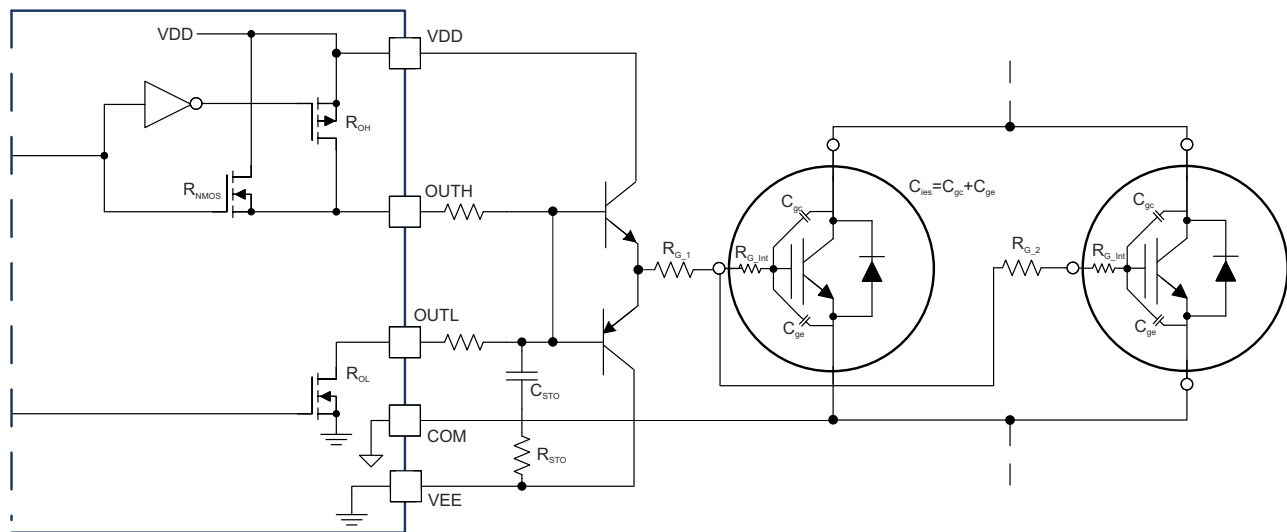 VDD
VDD
R_OH
R_NMOS
OUTH
C_ies=C_gc+C_ge
C_gc
C_gc
R_G_1
R_G_Int
R_G_2
R_G_Int
OUTL
C_ge
C_ge
R_OL
C_STO
COM
R_STO
VEE